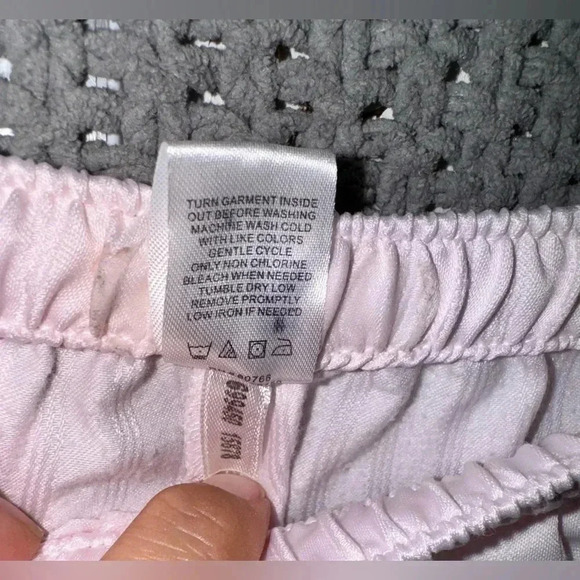 TURN GARMENT INSIDE
OUT BEFORE WASHING
MACHINE WASH COLD
WITH LIKE COLORS
GENTLE CYCLE
ONLY NON CHLORINE
BLEACH WHEN NEEDED
TUMBLE DRY LOW
REMOVE PROMPTLY
LOW IRON IF NEEDED